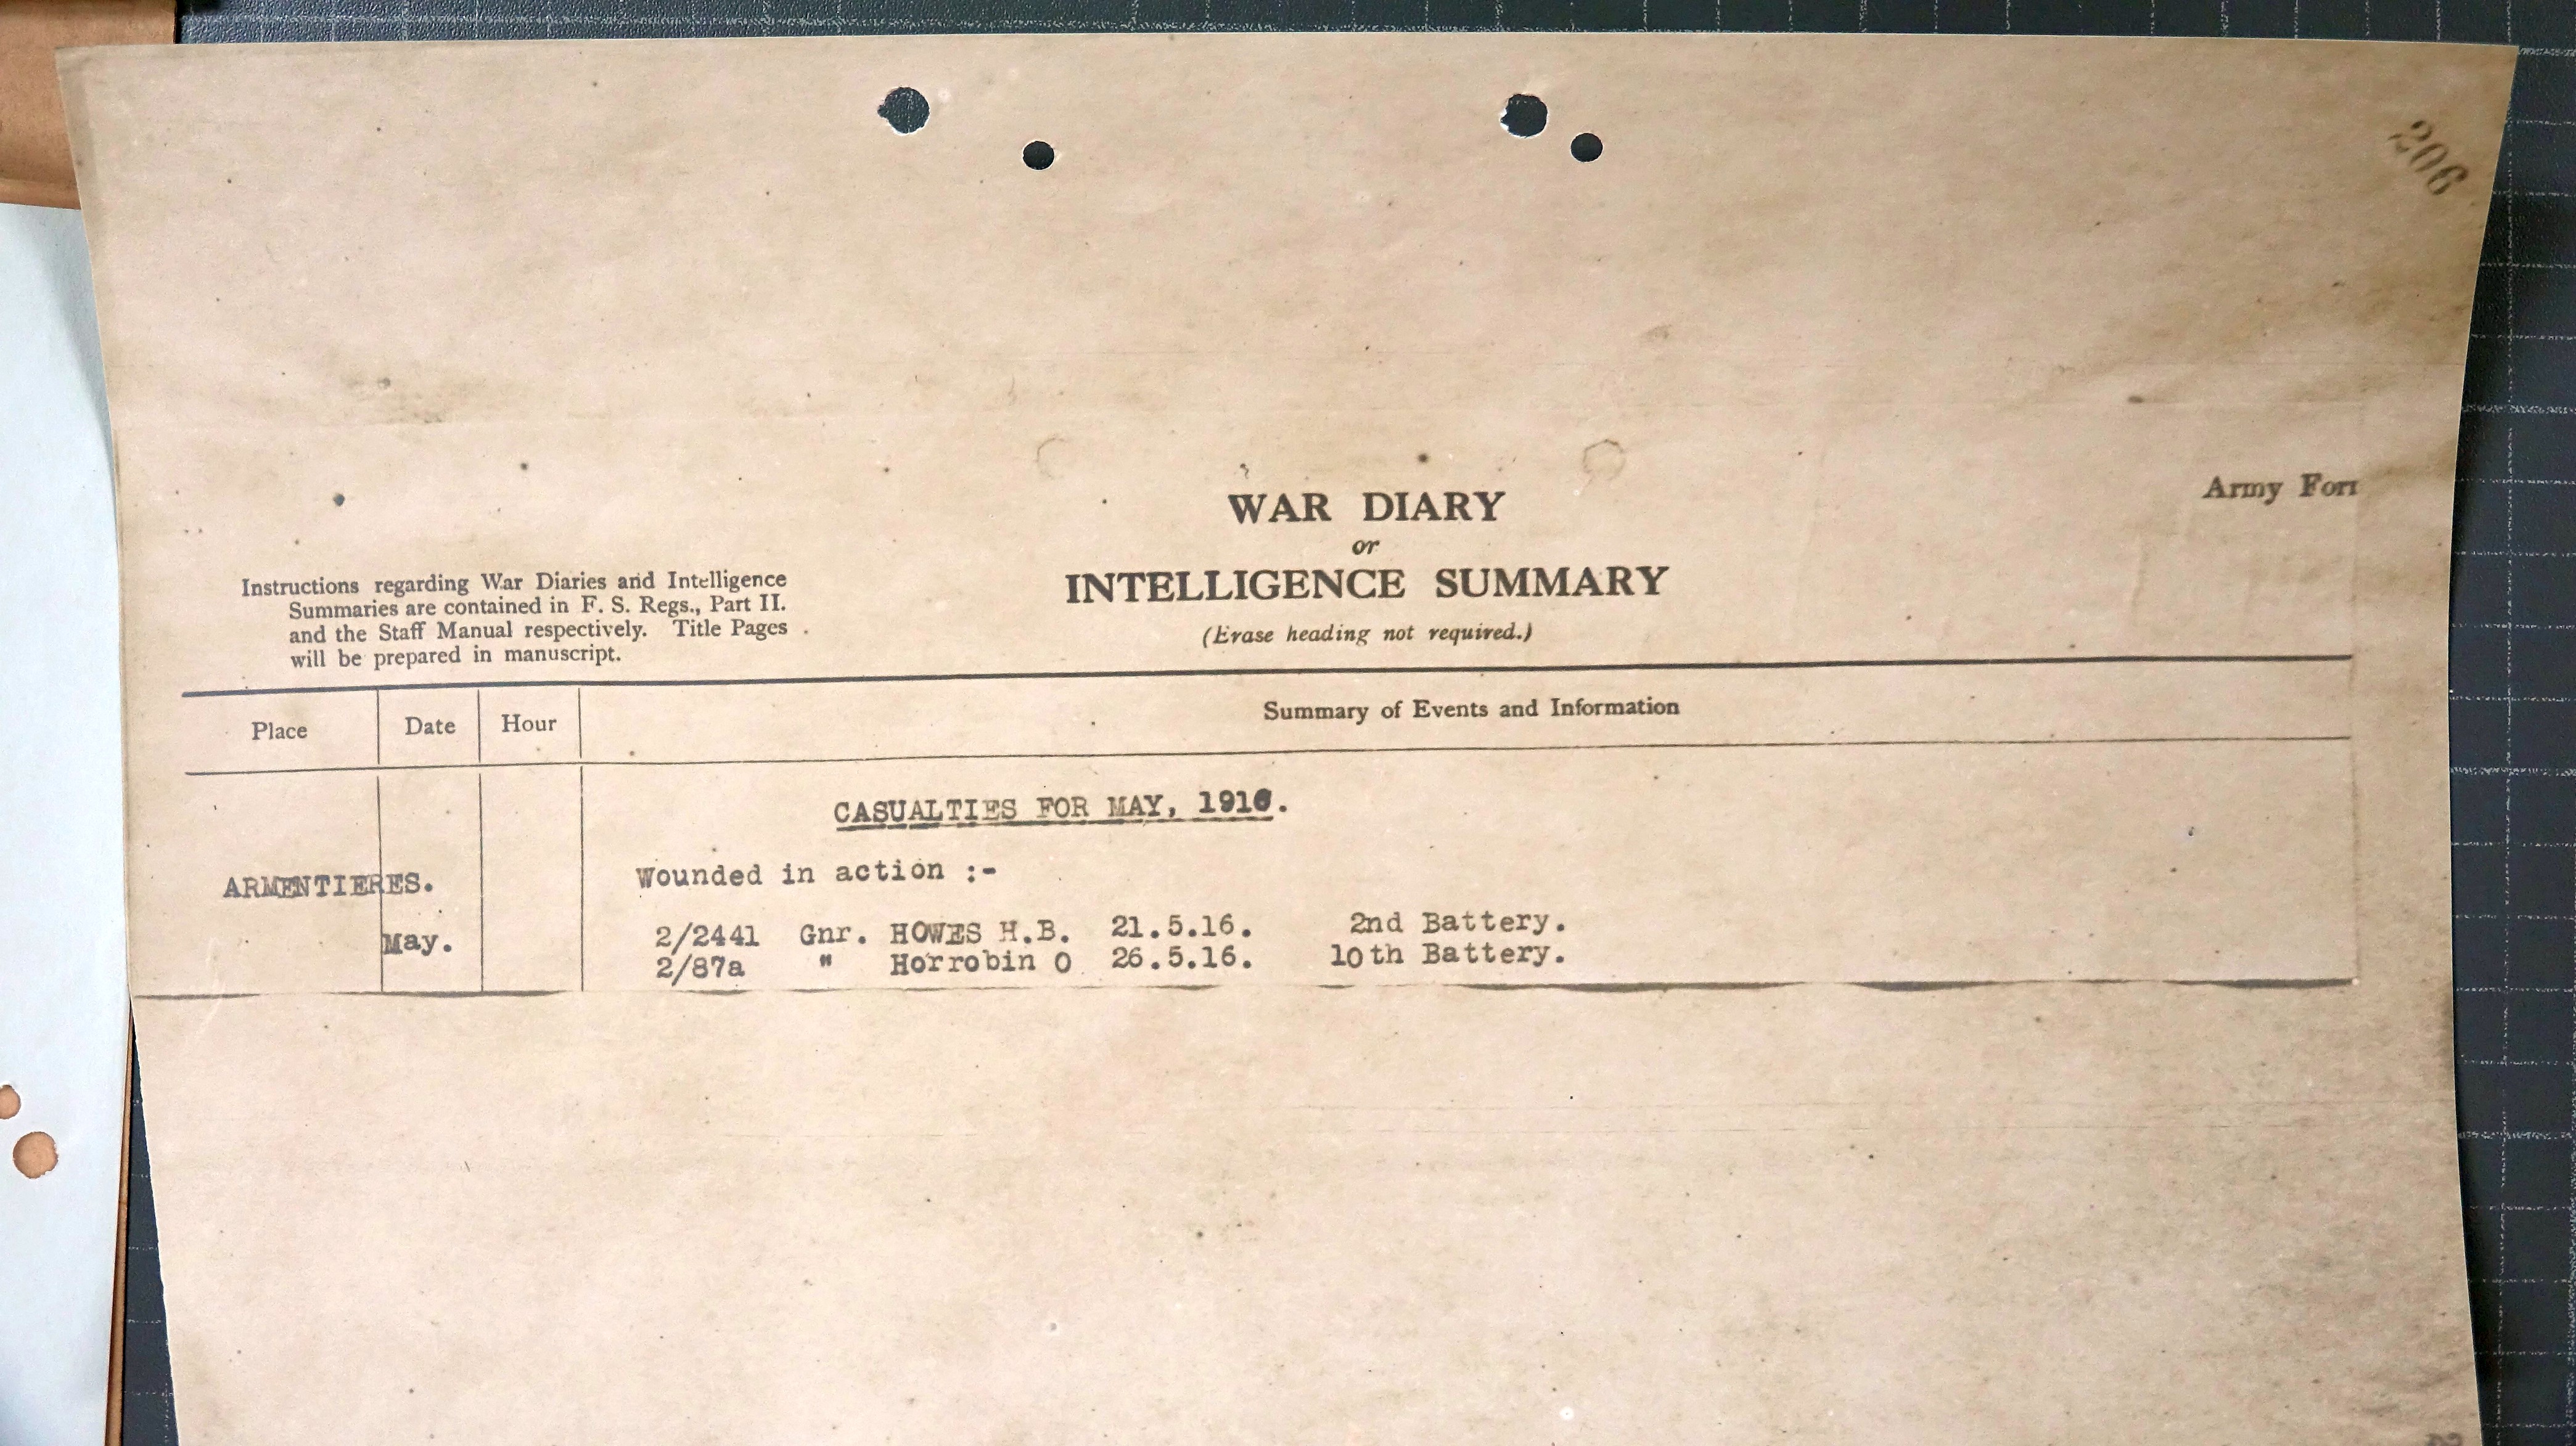 206
Army For
WAR DIARY
or
INTELLIGENCE SUMMARY
(Erase heading not required.)
Instructions regarding War Diaries and Intelligence
Summaries are contained in F. S. Regs., Part II.
and the Staff Manual respectively. Title Pages
will be prepared in manuscript.
Place Date Hour Summary of Events and Information
CASUALTIES FOR MAY, 1916.
ARMENTIERES. Wounded in action :-
May. 2/2441 Gnr. HOWES H.B. 21.5.16. 2nd Battery.
2/87a " Horrobin O 26.5.16. 10th Battery.